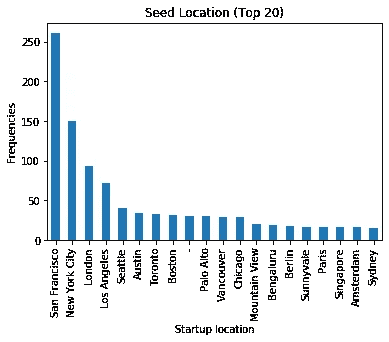 Seed Location (Top 20)
Frequencies
250
200
150
100
50
0
San Francisco
New York City
London
Los Angeles
Seattle
Austin
Toronto
Boston
-
Palo Alto
Vancouver
Chicago
Mountain View
Bengaluru
Berlin
Sunnyvale
Paris
Singapore
Amsterdam
Sydney
Startup location